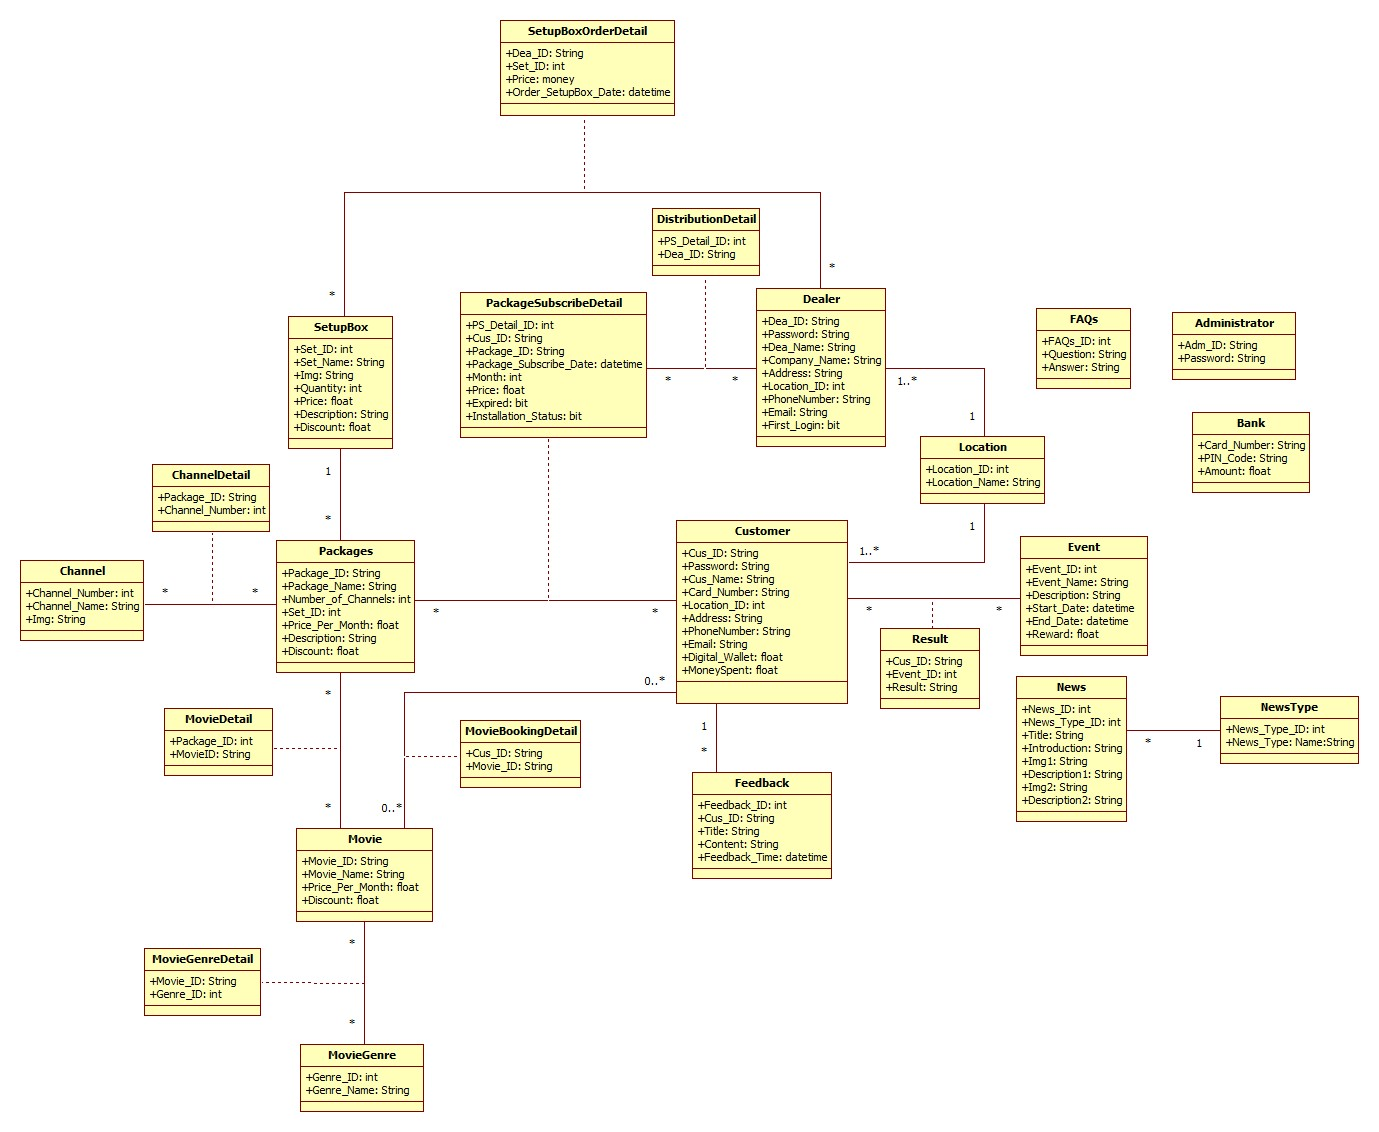 SetupBoxOrderDetail
+Dea_ID: String
+Set_ID: int
+Price: money
+Order_SetupBox_Date: datetime
DistributionDetail
+PS_Detail_ID: int
+Dea_ID: String
*
*
PackageSubscribeDetail
+PS_Detail_ID: int
+Cus_ID: String
+Package_ID: String
+Package_Subscribe_Date: datetime
+Month: int
+Price: float
+Expired: bit
+Installation_Status: bit
*
*
Dealer
+Dea_ID: String
+Password: String
+Dea_Name: String
+Company_Name: String
+Address: String
+Location_ID: int
+PhoneNumber: String
+Email: String
+First_Login: bit
1..*
1
FAQs
+FAQs_ID: int
+Question: String
+Answer: String
Administrator
+Adm_ID: String
+Password: String
SetupBox
+Set_ID: int
+Set_Name: String
+Img: String
+Quantity: int
+Price: float
+Description: String
+Discount: float
1
*
Bank
+Card_Number: String
+PIN_Code: String
+Amount: float
Location
+Location_ID: int
+Location_Name: String
1
1..*
ChannelDetail
+Package_ID: String
+Channel_Number: int
Channel
+Channel_Number: int
+Channel_Name: String
+Img: String
*
*
Packages
+Package_ID: String
+Package_Name: String
+Number_of_Channels: int
+Set_ID: int
+Price_Per_Month: float
+Description: String
+Discount: float
*
*
Customer
+Cus_ID: String
+Password: String
+Cus_Name: String
+Card_Number: String
+Location_ID: int
+Address: String
+PhoneNumber: String
+Email: String
+Digital_Wallet: float
+MoneySpent: float
*
*
Event
+Event_ID: int
+Event_Name: String
+Description: String
+Start_Date: datetime
+End_Date: datetime
+Reward: float
Result
+Cus_ID: String
+Event_ID: int
+Result: String
*
0..*
MovieDetail
+Package_ID: int
+MovieID: String
MovieBookingDetail
+Cus_ID: String
+Movie_ID: String
1
*
News
+News_ID: int
+News_Type_ID: int
+Title: String
+Introduction: String
+Img1: String
+Description1: String
+Img2: String
+Description2: String
*
1
NewsType
+News_Type_ID: int
+News_Type: Name:String
Feedback
+Feedback_ID: int
+Cus_ID: String
+Title: String
+Content: String
+Feedback_Time: datetime
*
0..*
Movie
+Movie_ID: String
+Movie_Name: String
+Price_Per_Month: float
+Discount: float
*
MovieGenreDetail
+Movie_ID: String
+Genre_ID: int
*
MovieGenre
+Genre_ID: int
+Genre_Name: String